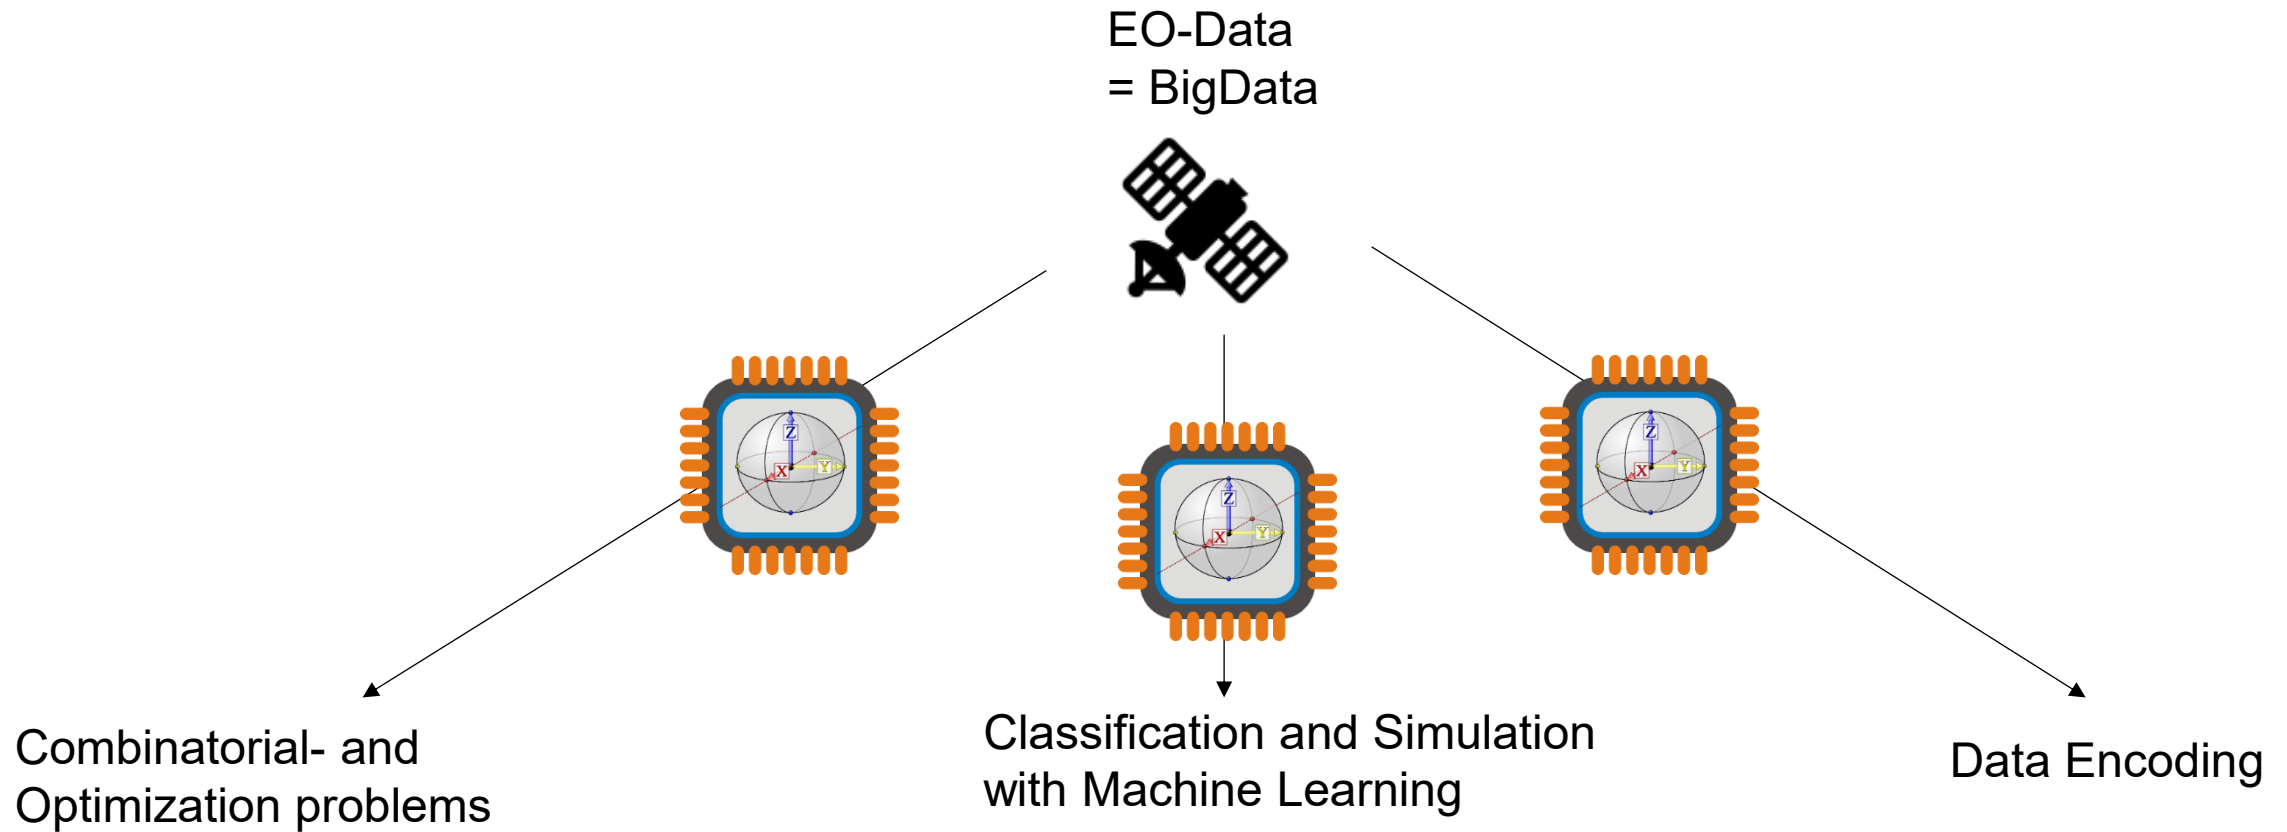 EO-Data
= BigData
Z
X Y
Z
X Y
Z
X Y
Combinatorial- and
Optimization problems
Classification and Simulation
with Machine Learning
Data Encoding